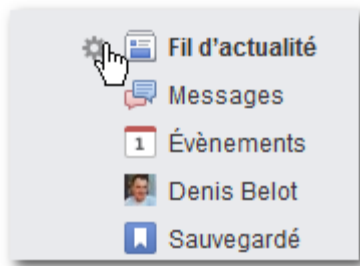 Fil d'actualité
Messages
1 Évènements
Denis Belot
Sauvegardé